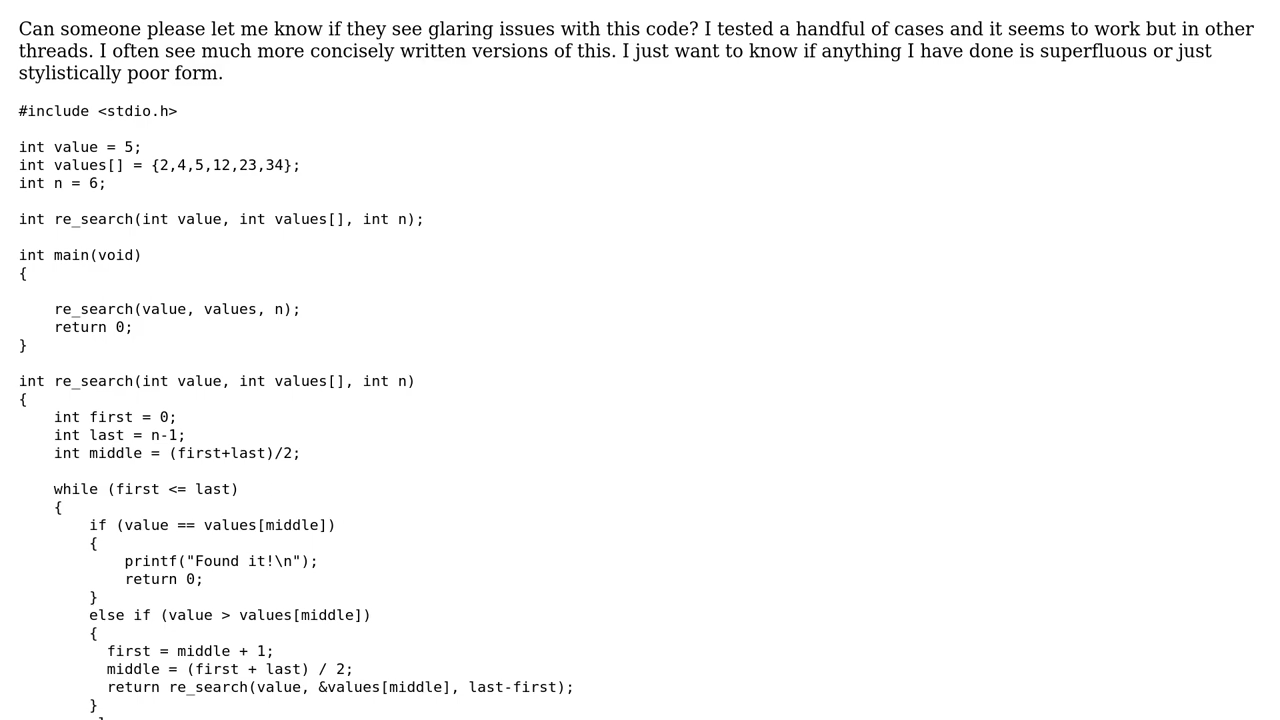 Can someone please let me know if they see glaring issues with this code? I tested a handful of cases and it seems to work but in other
threads. I often see much more concisely written versions of this. I just want to know if anything I have done is superfluous or just
stylistically poor form.
#include <stdio.h>
int value = 5;
int values[] = {2,4,5,12,23,34};
int n = 6;
int re_search(int value, int values[], int n);
int main(void)
{
    re_search(value, values, n);
    return 0;
}
int re_search(int value, int values[], int n)
{
    int first = 0;
    int last = n-1;
    int middle = (first+last)/2;
    while (first <= last)
    {
        if (value == values[middle])
        {
            printf("Found it!\n");
            return 0;
        }
        else if (value > values[middle])
        {
          first = middle + 1;
          middle = (first + last) / 2;
          return re_search(value, &values[middle], last-first);
        }